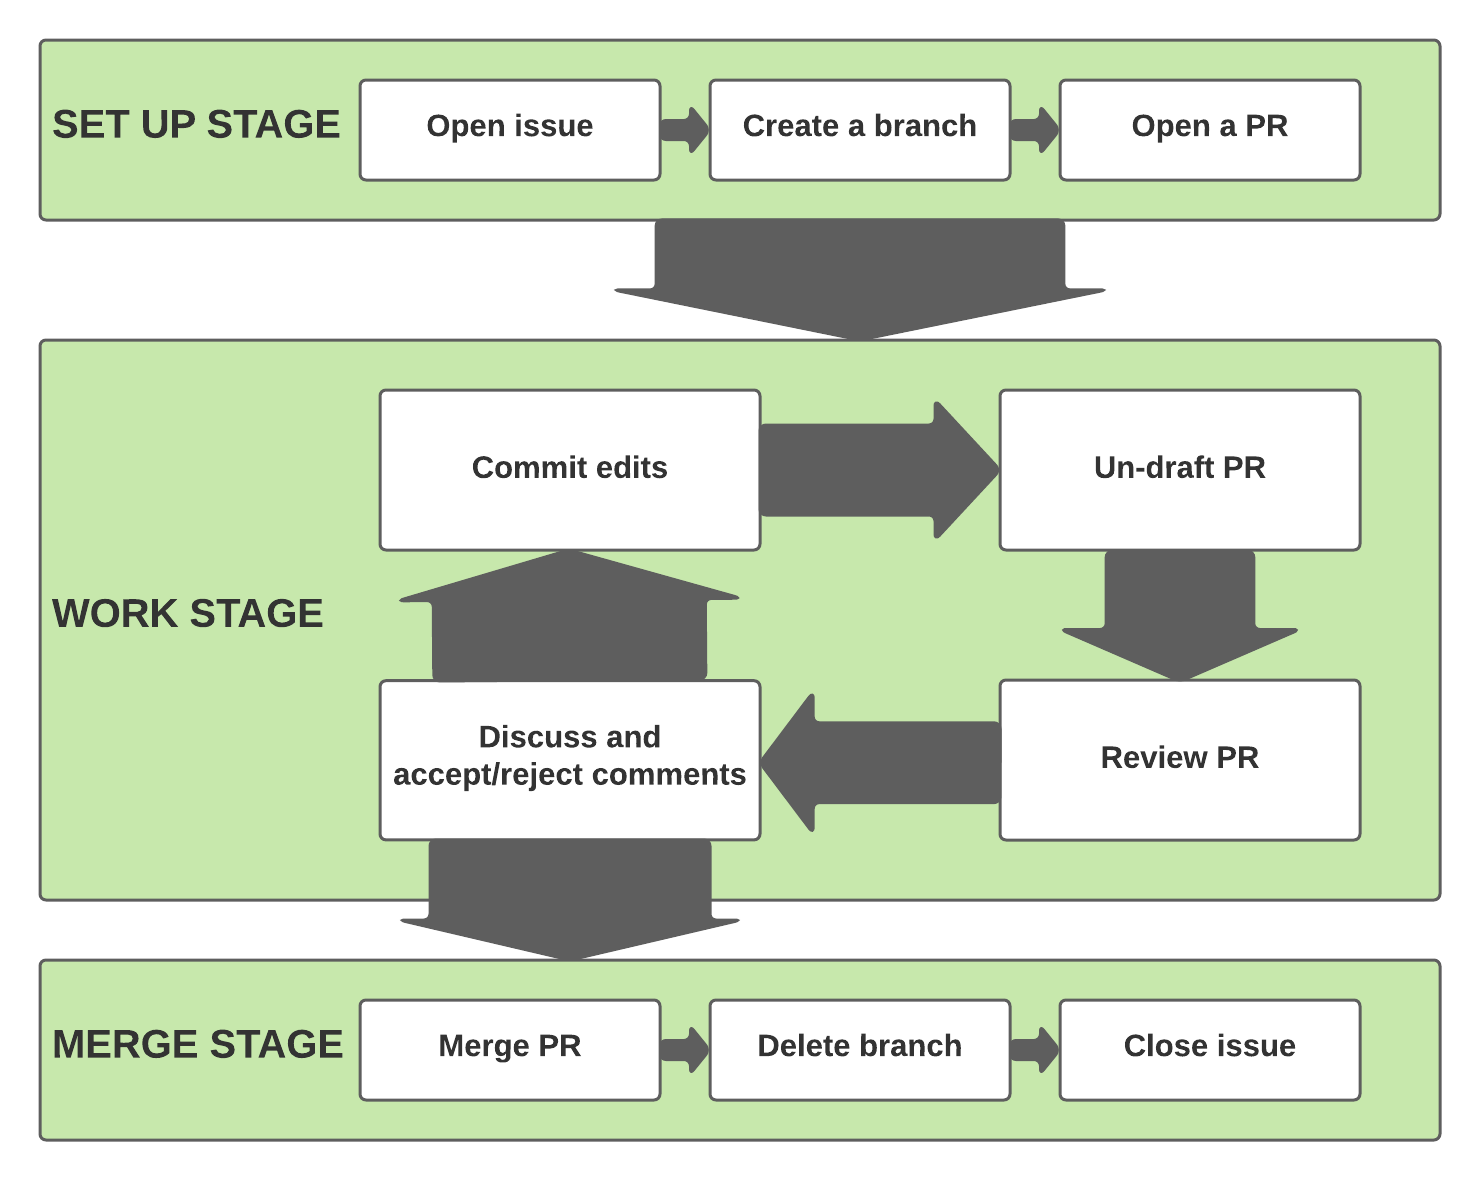 SET UP STAGE
Open issue
Create a branch
Open a PR
Commit edits
Un-draft PR
WORK STAGE
Discuss and
accept/reject comments
Review PR
MERGE STAGE
Merge PR
Delete branch
Close issue